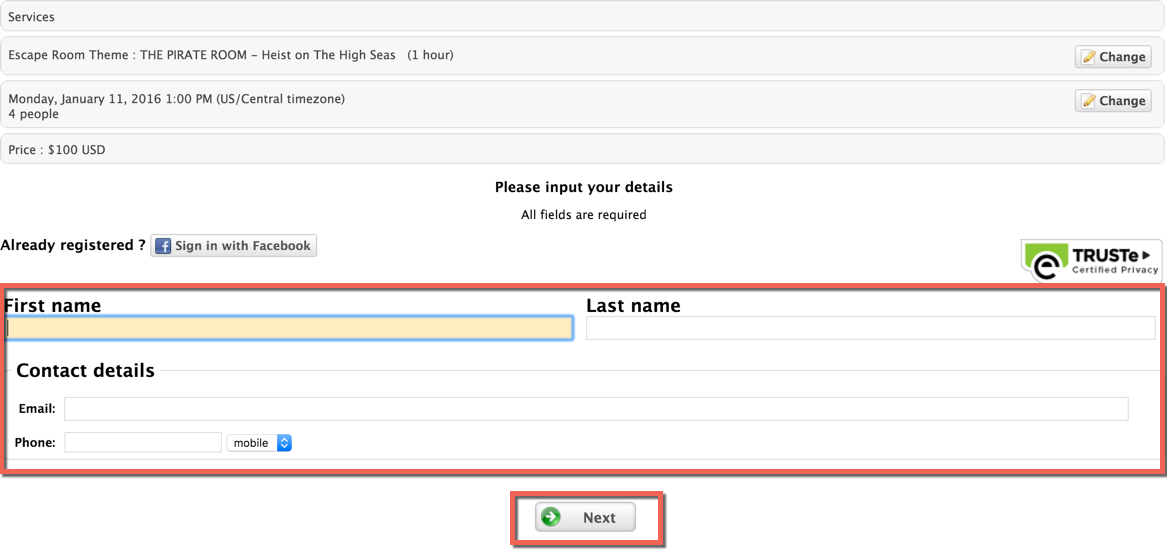 Services
Escape Room Theme : THE PIRATE ROOM – Heist on The High Seas (1 hour)
Change
Monday, January 11, 2016 1:00 PM (US/Central timezone)
Change
4 people
Price : $100 USD
Please input your details
All fields are required
Already registered ? Sign in with Facebook
TRUSTe
Certified Privacy
First name Last name
Contact details
Email:
Phone: mobile
Next